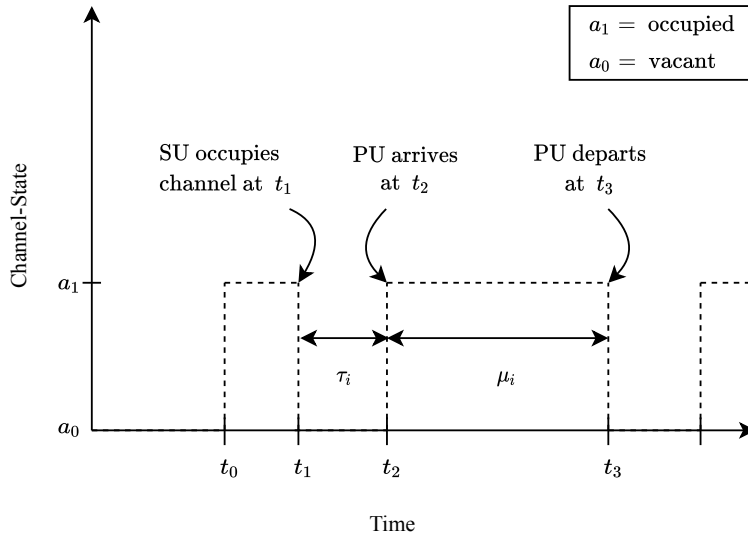 a₁ = occupied
a₀ = vacant
SU occupies
channel at t₁
PU arrives
at t₂
PU departs
at t₃
Channel-State
a₁
τᵢ
μᵢ
a₀
t₀
t₁
t₂
t₃
Time